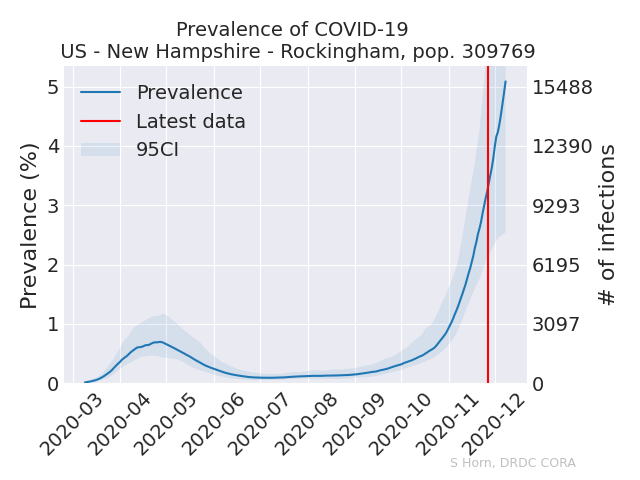 Prevalence of COVID-19
US - New Hampshire - Rockingham, pop. 309769
Prevalence
Latest data
95CI
Prevalence (%)
5
4
3
2
1
0
15488
12390
9293
6195
3097
0
# of infections
2020-03
2020-04
2020-05
2020-06
2020-07
2020-08
2020-09
2020-10
2020-11
2020-12
S Horn, DRDC CORA